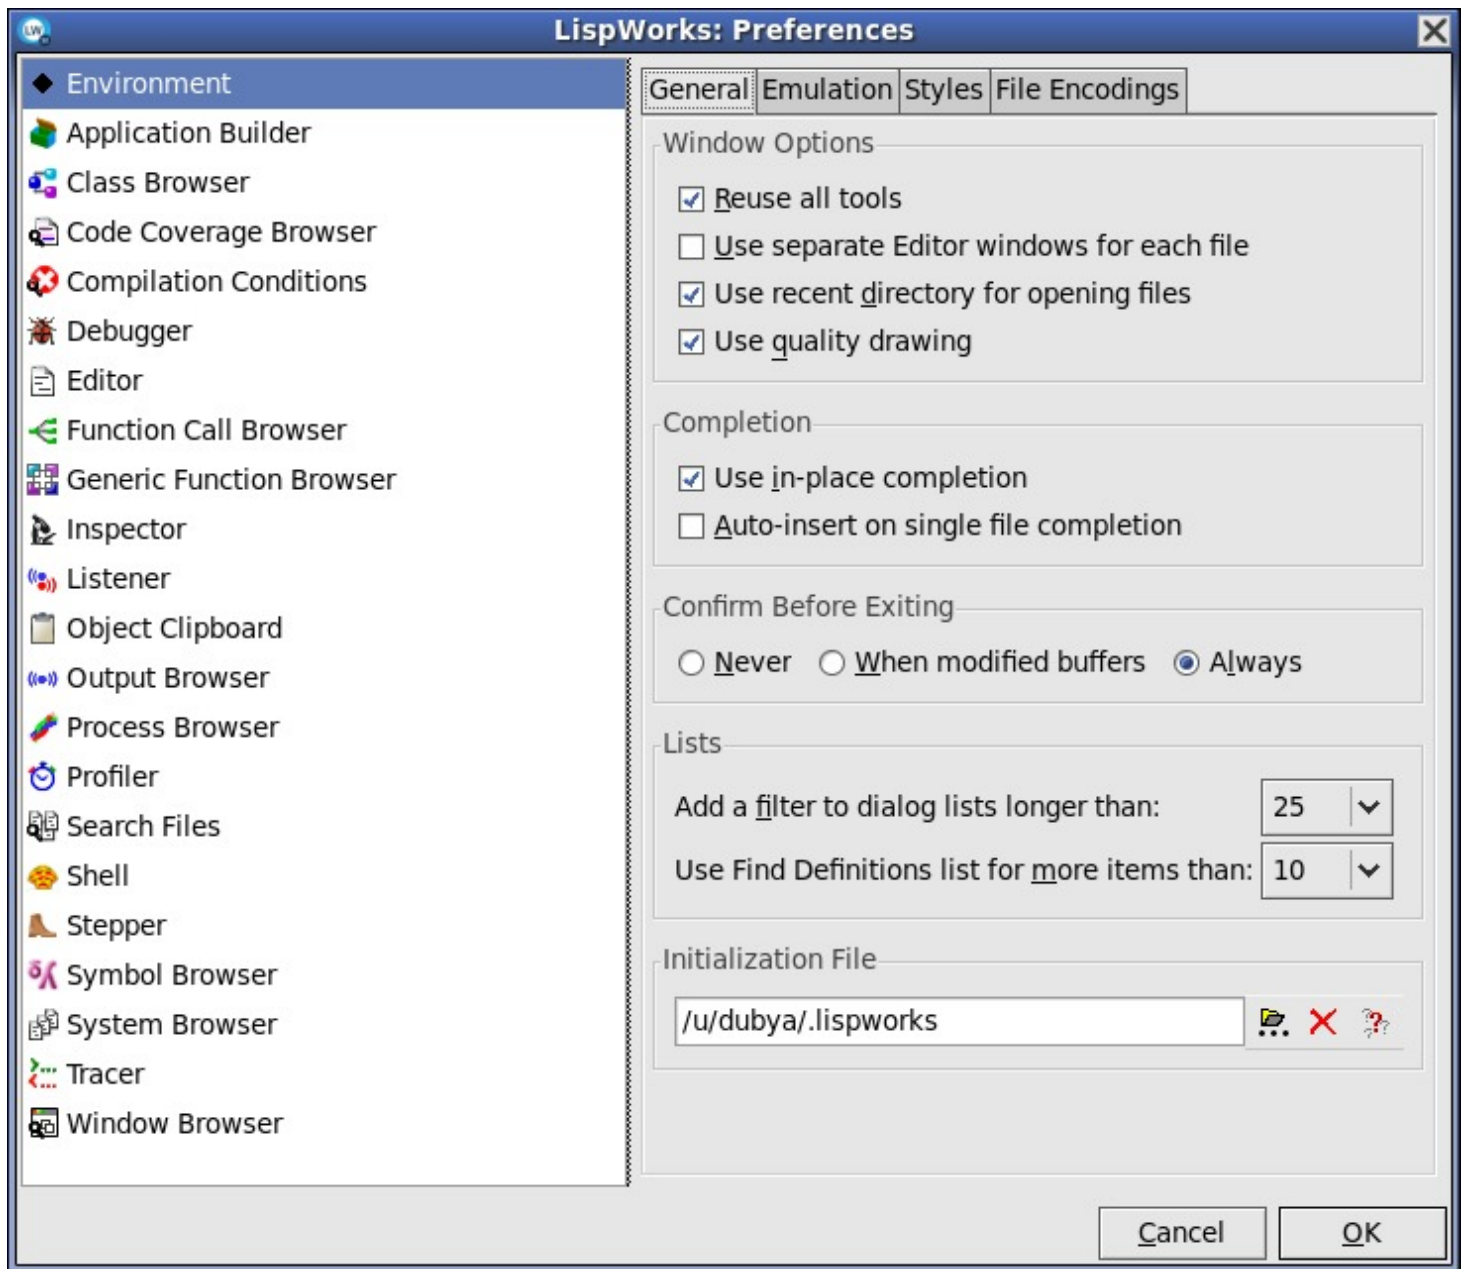 LispWorks: Preferences
Environment
Application Builder
Class Browser
Code Coverage Browser
Compilation Conditions
Debugger
Editor
Function Call Browser
Generic Function Browser
Inspector
Listener
Object Clipboard
Output Browser
Process Browser
Profiler
Search Files
Shell
Stepper
Symbol Browser
System Browser
Tracer
Window Browser
General Emulation Styles File Encodings
Window Options
Reuse all tools
Use separate Editor windows for each file
Use recent directory for opening files
Use quality drawing
Completion
Use in-place completion
Auto-insert on single file completion
Confirm Before Exiting
Never When modified buffers Always
Lists
Add a filter to dialog lists longer than: 25
Use Find Definitions list for more items than: 10
Initialization File
/u/dubya/.lispworks
Cancel OK